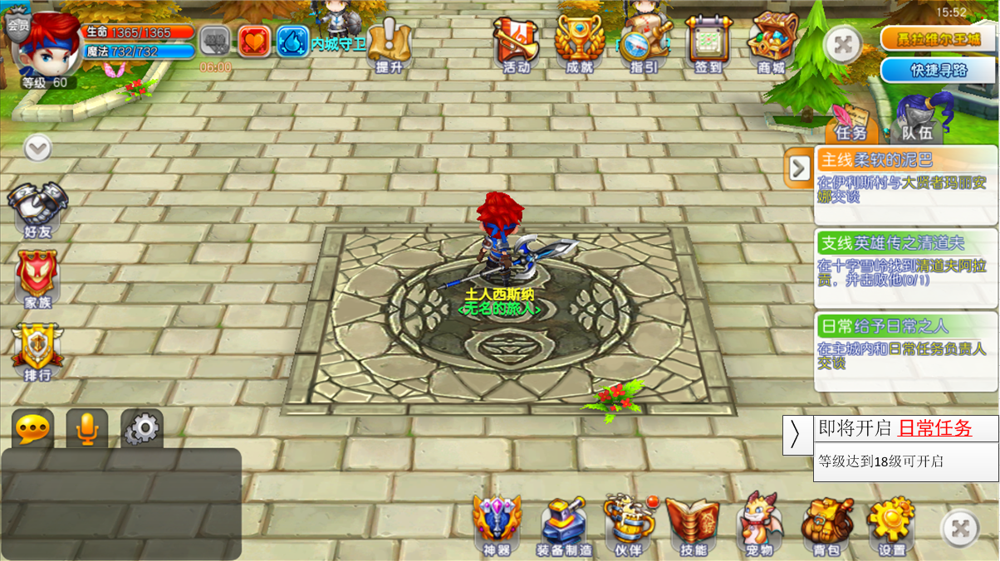 会员
生命 1365/1365
魔法 732/732
等级 60
06:00
内城守卫
提升
活动
成就
指引
签到
商城
15:52
聂拉维尔王城
快捷寻路
任务
队伍
主线 柔软的泥巴
在伊利斯村与大贤者玛丽安
娜交谈
支线 英雄传之清道夫
在十字雪岭找到清道夫阿拉
贡，并击败他(0/1)
日常 给予日常之人
在主城内和日常任务负责人
交谈
好友
家族
排行
土人西斯纳
<无名的旅人>
即将开启 日常任务
等级达到18级可开启
神器
装备制造
伙伴
技能
宠物
背包
设置